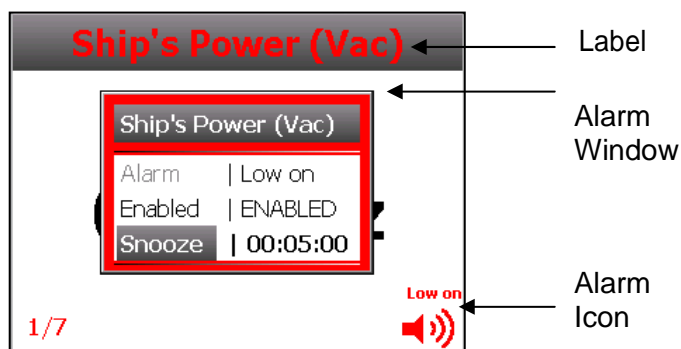 Ship's Power (Vac)
Label
Ship's Power (Vac)
Alarm | Low on
Enabled | ENABLED
Snooze | 00:05:00
Alarm
Window
Low on
1/7
Alarm
Icon